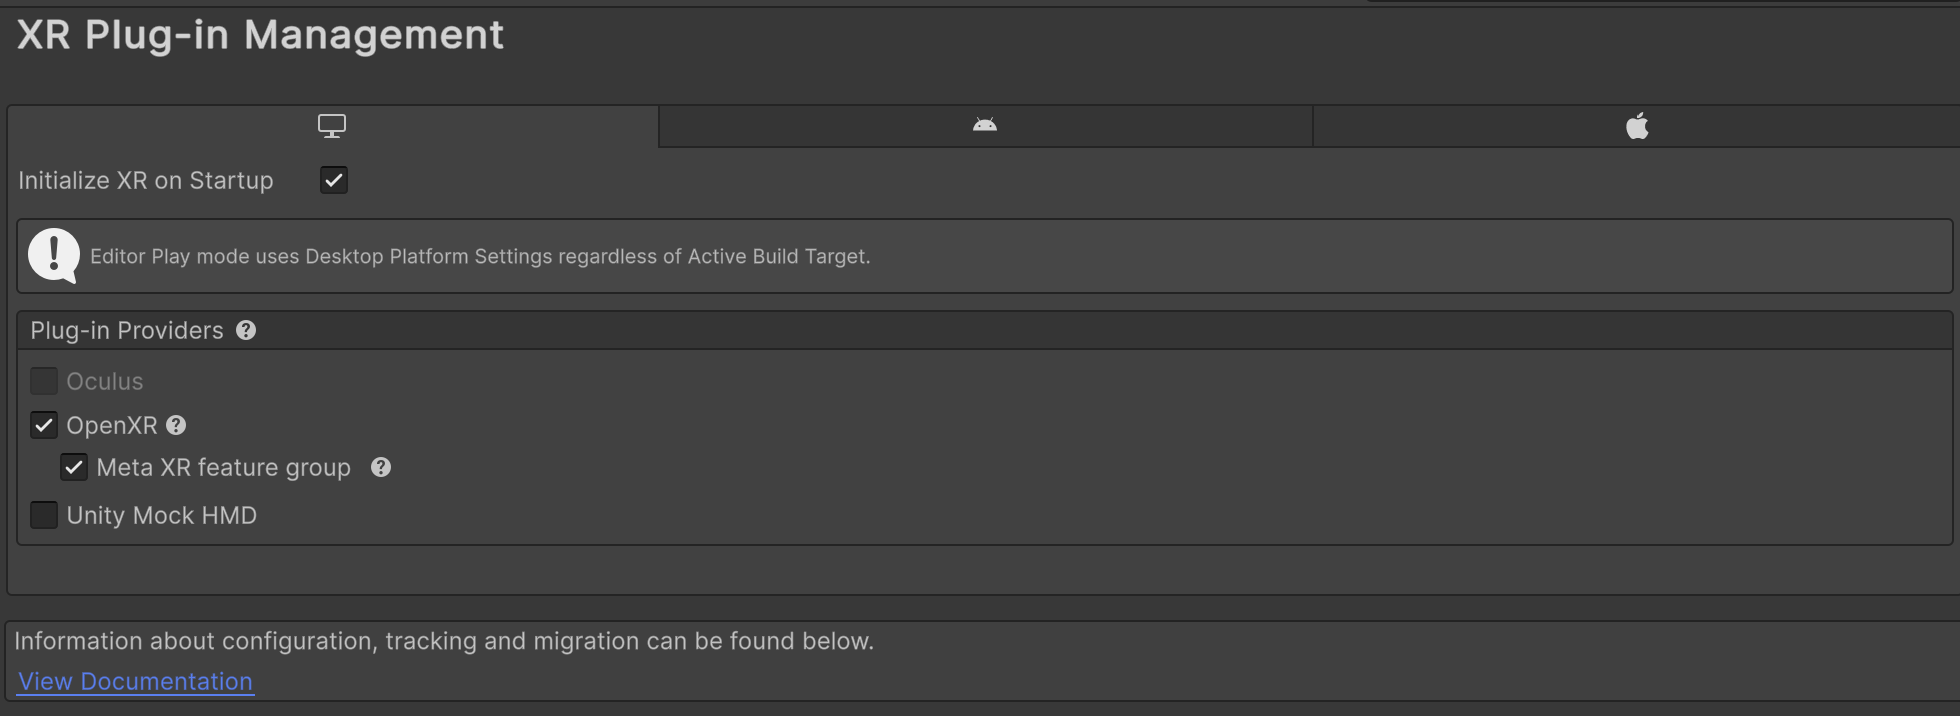 XR Plug-in Management
Initialize XR on Startup
Editor Play mode uses Desktop Platform Settings regardless of Active Build Target.
Plug-in Providers
Oculus
OpenXR
Meta XR feature group
Unity Mock HMD
Information about configuration, tracking and migration can be found below.
View Documentation